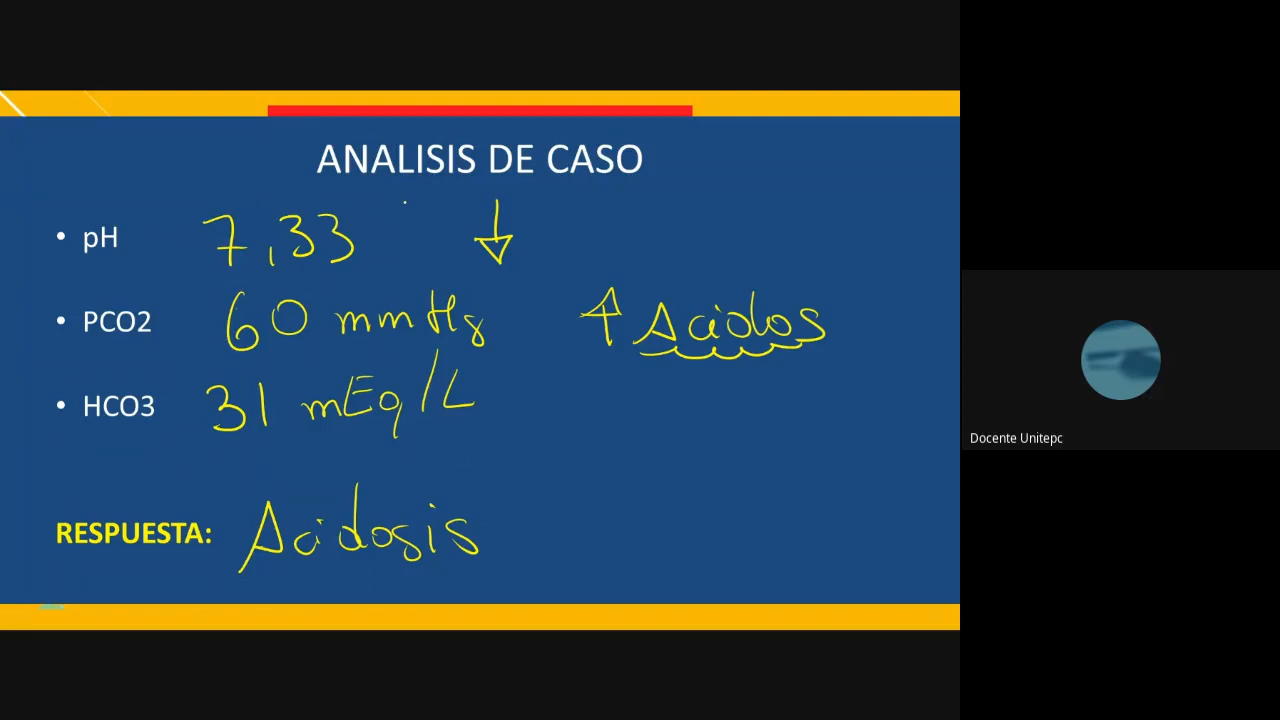 ANALISIS DE CASO
• pH 7,33 ↓
• PCO2 60 mmHg ↑ Acidos
• HCO3 31 mEq/L
RESPUESTA: Acidosis
Docente Unitepc